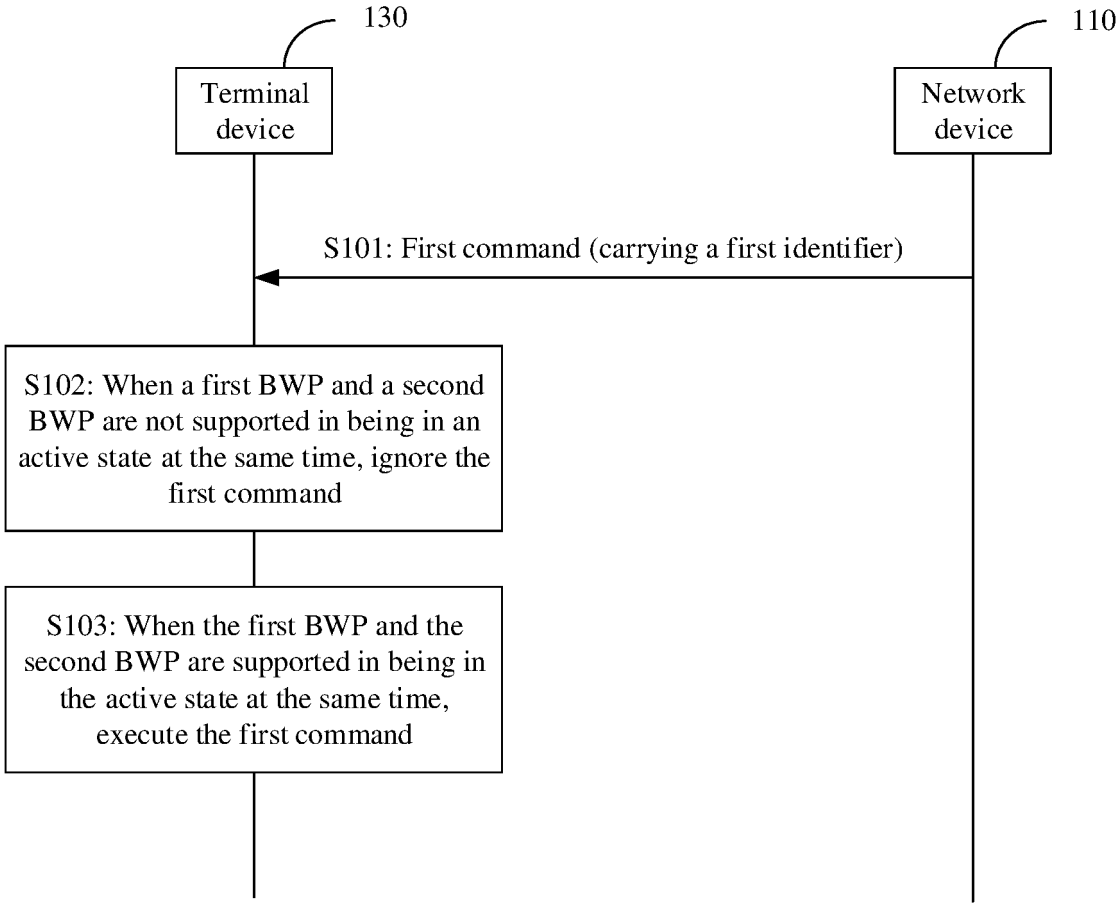 130
110
Terminal
device
Network
device
S101: First command (carrying a first identifier)
S102: When a first BWP and a second
BWP are not supported in being in an
active state at the same time, ignore the
first command
S103: When the first BWP and the
second BWP are supported in being in
the active state at the same time,
execute the first command